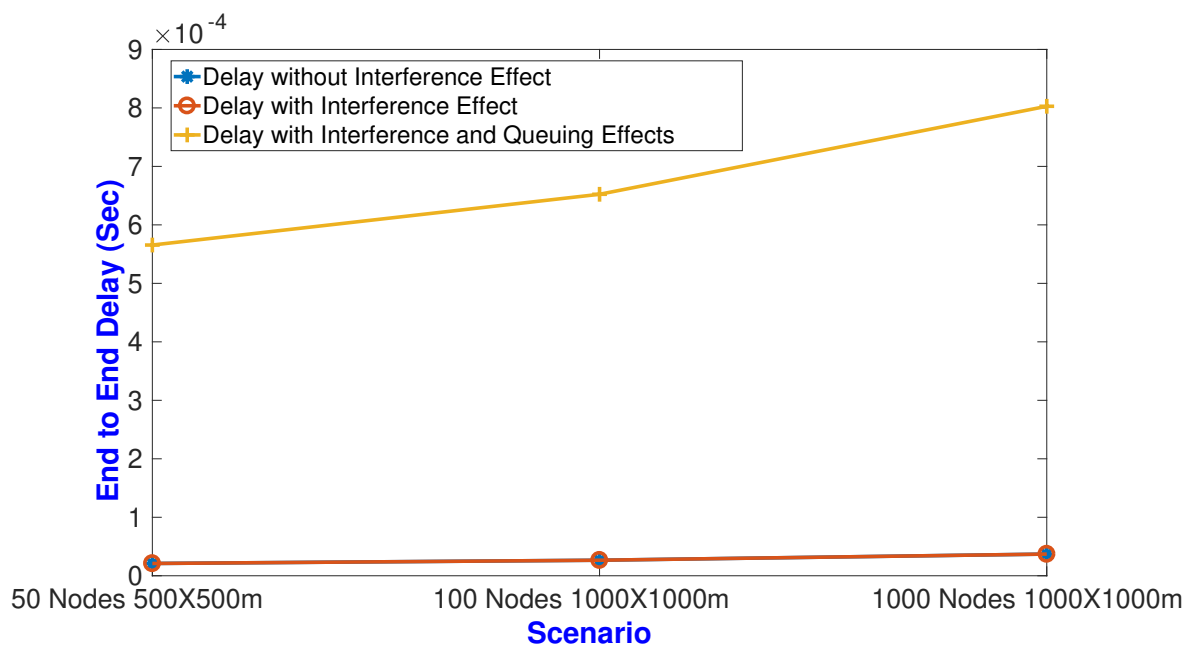 ×10^-4
9
8
7
6
5
4
3
2
1
0
Delay without Interference Effect
Delay with Interference Effect
Delay with Interference and Queuing Effects
End to End Delay (Sec)
50 Nodes 500X500m
100 Nodes 1000X1000m
1000 Nodes 1000X1000m
Scenario